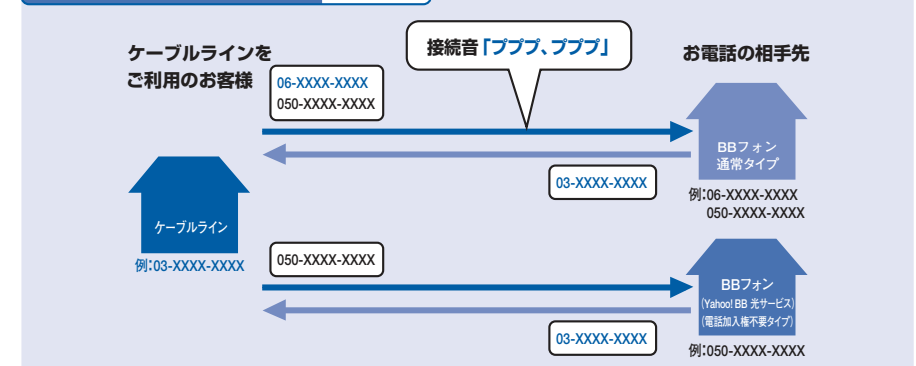 ケーブルラインを
ご利用のお客様
接続音「ププププ、プププ」
お電話の相手先
06-XXXX-XXXX
050-XXXX-XXXX
BBフォン
通常タイプ
03-XXXX-XXXX
例:06-XXXX-XXXX
050-XXXX-XXXX
ケーブルライン
例:03-XXXX-XXXX
050-XXXX-XXXX
BBフォン
(Yahoo! BB 光サービス)
(電話加入権不要タイプ)
03-XXXX-XXXX
例:050-XXXX-XXXX